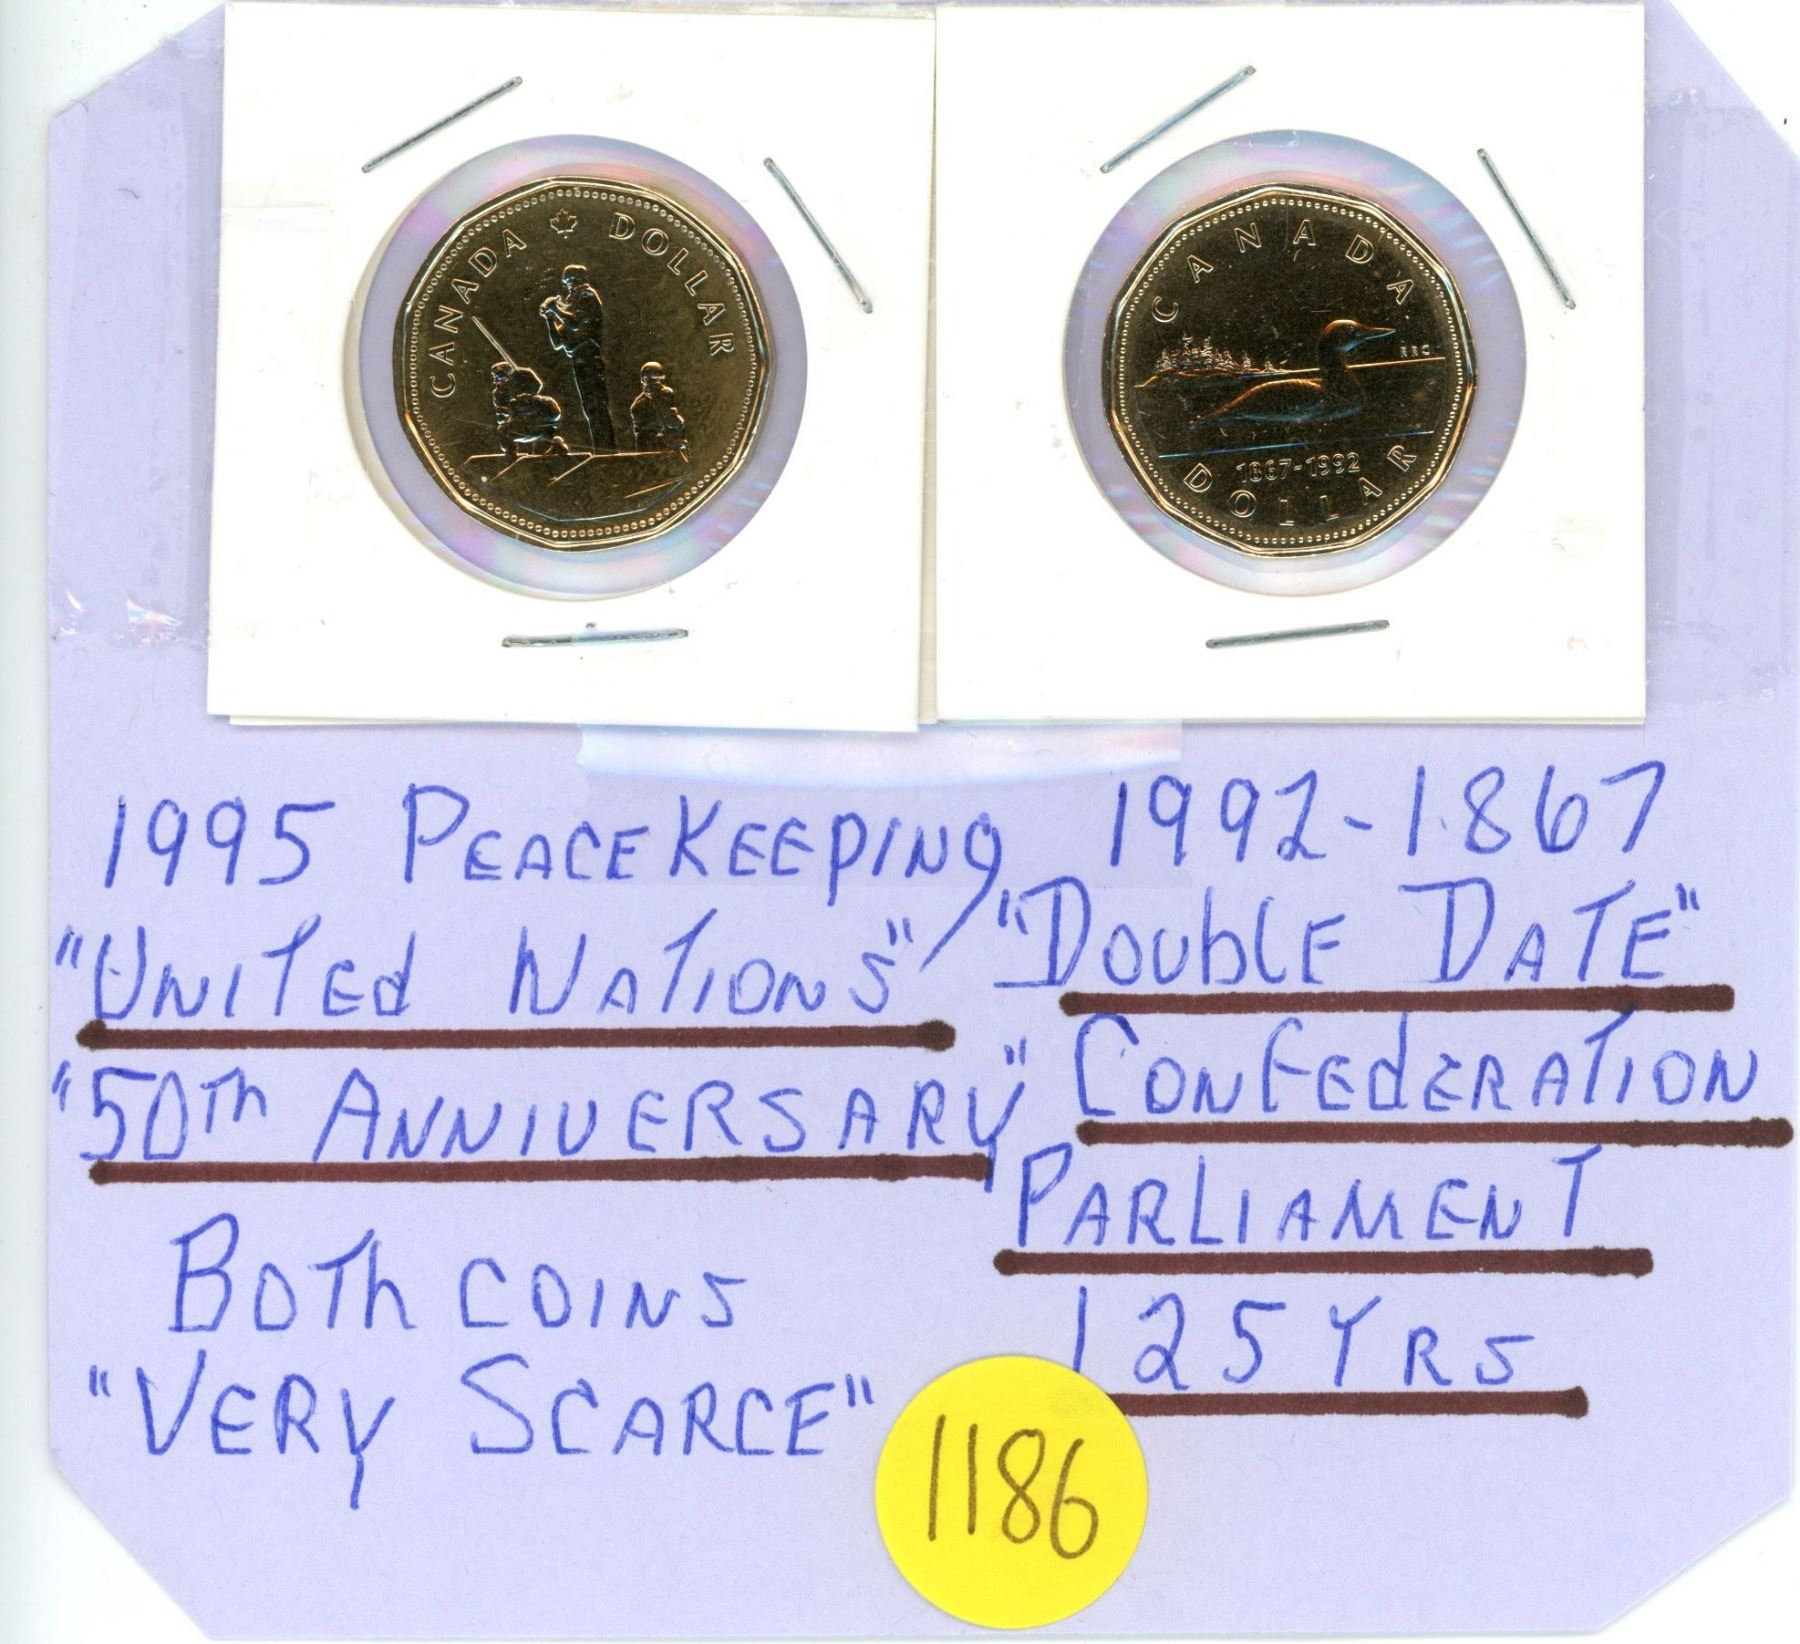 CANADA DOLLAR
CANADA
RRC
1867-1992
DOLLAR
1995 PEACEKEEPING
"UNITED NATIONS"
"50Th ANNIVERSARY"
BOTh COINS
"VERY SCARCE"
1992-1867
"DOUblE DATE"
CONFEdERATION
PARLIAMENT
125 YRS
1186